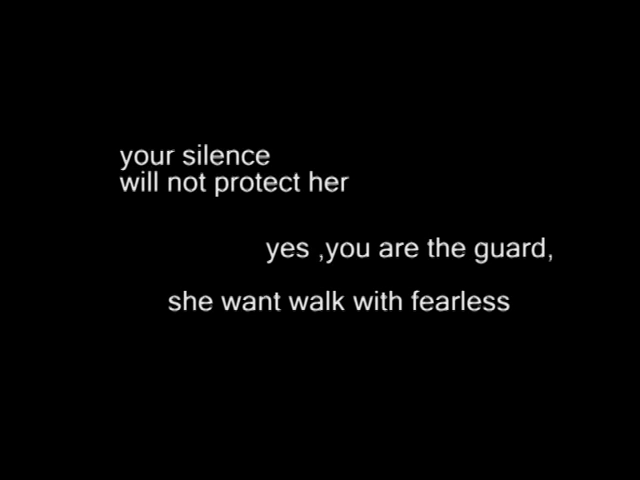 your silence
will not protect her
yes ,you are the guard,
she want walk with fearless